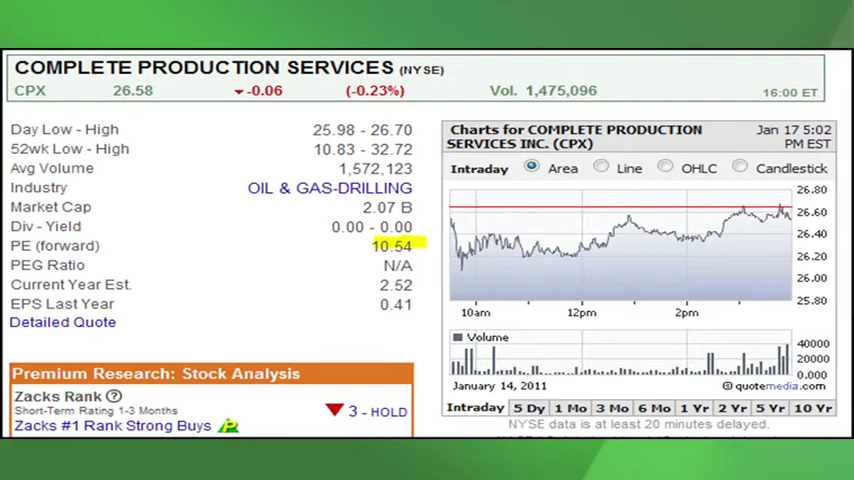 COMPLETE PRODUCTION SERVICES (NYSE)
CPX 26.58 -0.06 (-0.23%) Vol. 1,475,096 16:00 ET
Day Low - High 25.98 - 26.70
52wk Low - High 10.83 - 32.72
Avg Volume 1,572,123
Industry OIL & GAS-DRILLING
Market Cap 2.07 B
Div - Yield 0.00 - 0.00
PE (forward) 10.54
PEG Ratio N/A
Current Year Est. 2.52
EPS Last Year 0.41
Detailed Quote
Premium Research: Stock Analysis
Zacks Rank ?
Short-Term Rating 1-3 Months
3 - HOLD
Zacks #1 Rank Strong Buys P
Charts for COMPLETE PRODUCTION Jan 17 5:02
SERVICES INC. (CPX) PM EST
Intraday Area Line OHLC Candlestick
26.80
26.60
26.40
26.20
26.00
25.80
10am 12pm 2pm
Volume
40000
20000
0.000
January 14, 2011 © quotemedia.com
Intraday 5 Dy 1 Mo 3 Mo 6 Mo 1 Yr 2 Yr 5 Yr 10 Yr
NYSE data is at least 20 minutes delayed.